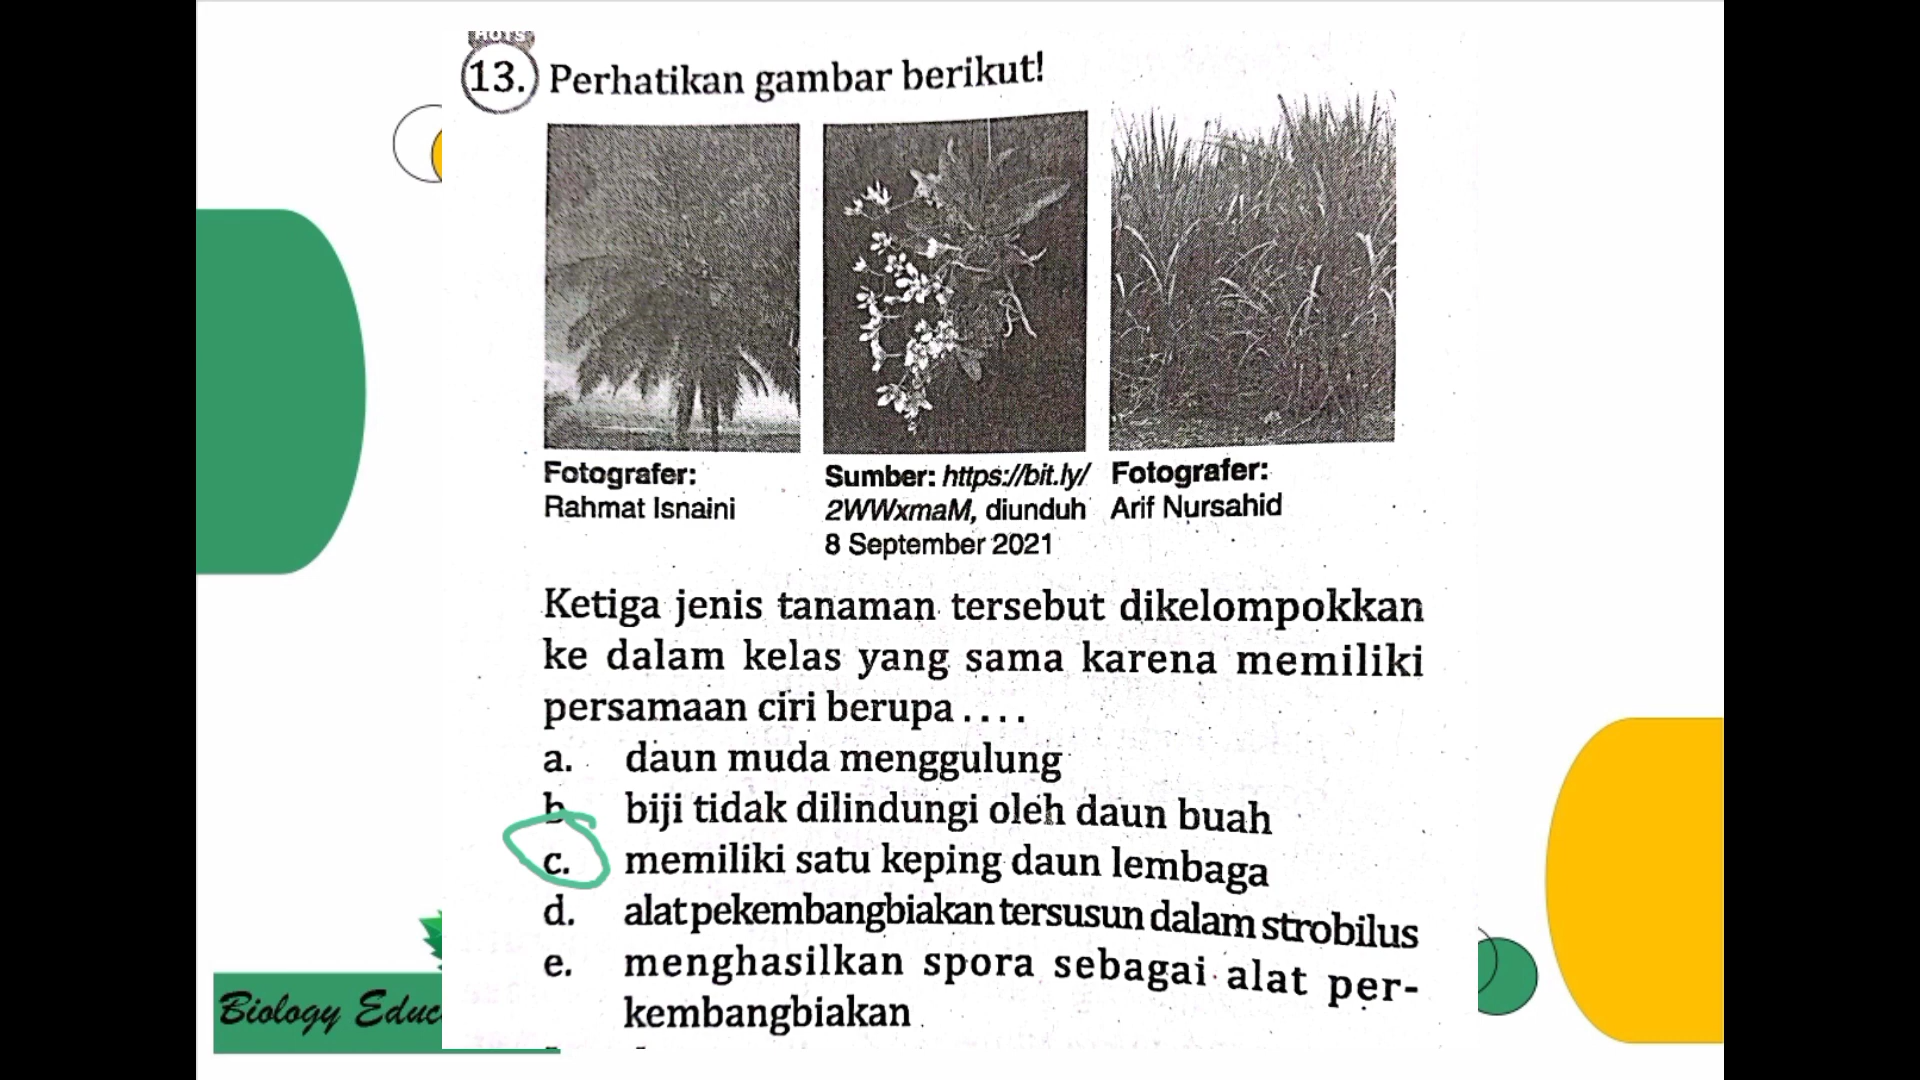 HOTS
13. Perhatikan gambar berikut!
Fotografer:
Rahmat Isnaini
Sumber: https://bit.ly/
2WWxmaM, diunduh
8 September 2021
Fotografer:
Arif Nursahid
Ketiga jenis tanaman tersebut dikelompokkan
ke dalam kelas yang sama karena memiliki
persamaan ciri berupa . . . .
a. daun muda menggulung
b. biji tidak dilindungi oleh daun buah
c. memiliki satu keping daun lembaga
d. alat pekembangbiakan tersusun dalam strobilus
e. menghasilkan spora sebagai alat per-
kembangbiakan
Biology Educ